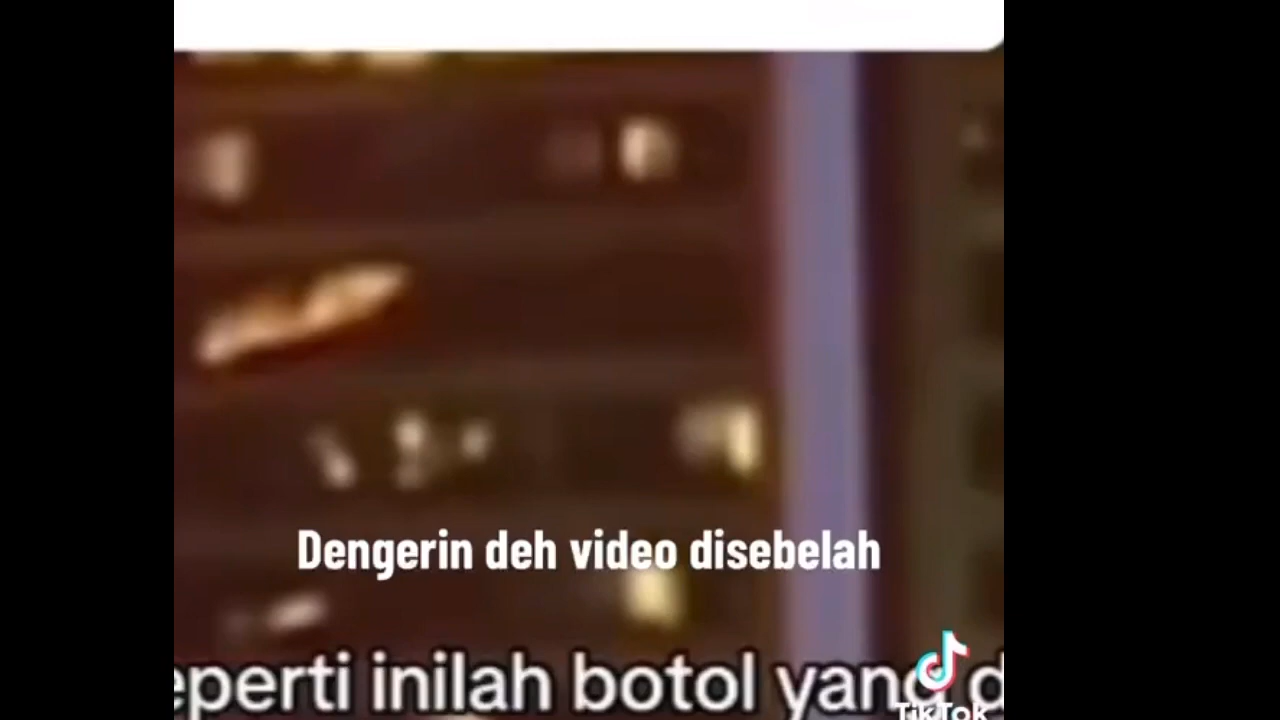 Dengerin deh video disebelah
eperti inilah botol yang d
TikTok